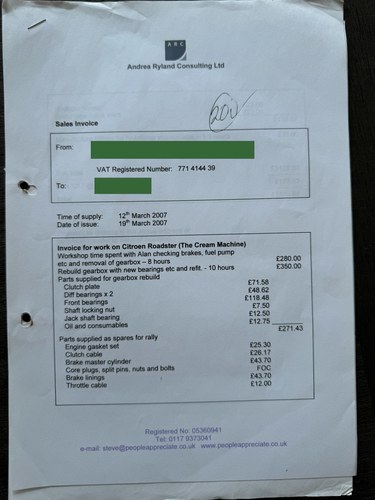 ARC
Andrea Ryland Consulting Ltd
200
Sales Invoice
From:
VAT Registered Number: 771 4144 39
To:
Time of supply: 12th March 2007
Date of issue: 19th March 2007
Invoice for work on Citroen Roadster (The Cream Machine)
Workshop time spent with Alan checking brakes, fuel pump
etc and removal of gearbox – 8 hours £280.00
Rebuild gearbox with new bearings etc and refit. - 10 hours £350.00
Parts supplied for gearbox rebuild
Clutch plate £71.58
Diff bearings x 2 £48.62
Front bearings £118.48
Shaft locking nut £7.50
Jack shaft bearing £12.50
Oil and consumables £12.75 £271.43
Parts supplied as spares for rally
Engine gasket set £25.30
Clutch cable £26.17
Brake master cylinder £43.70
Core plugs, split pins, nuts and bolts FOC
Brake linings £43.70
Throttle cable £12.00
Registered No: 05360941
Tel: 0117 9373041
e-mail: steve@peopleappreciate.co.uk www.peopleappreciate.co.uk